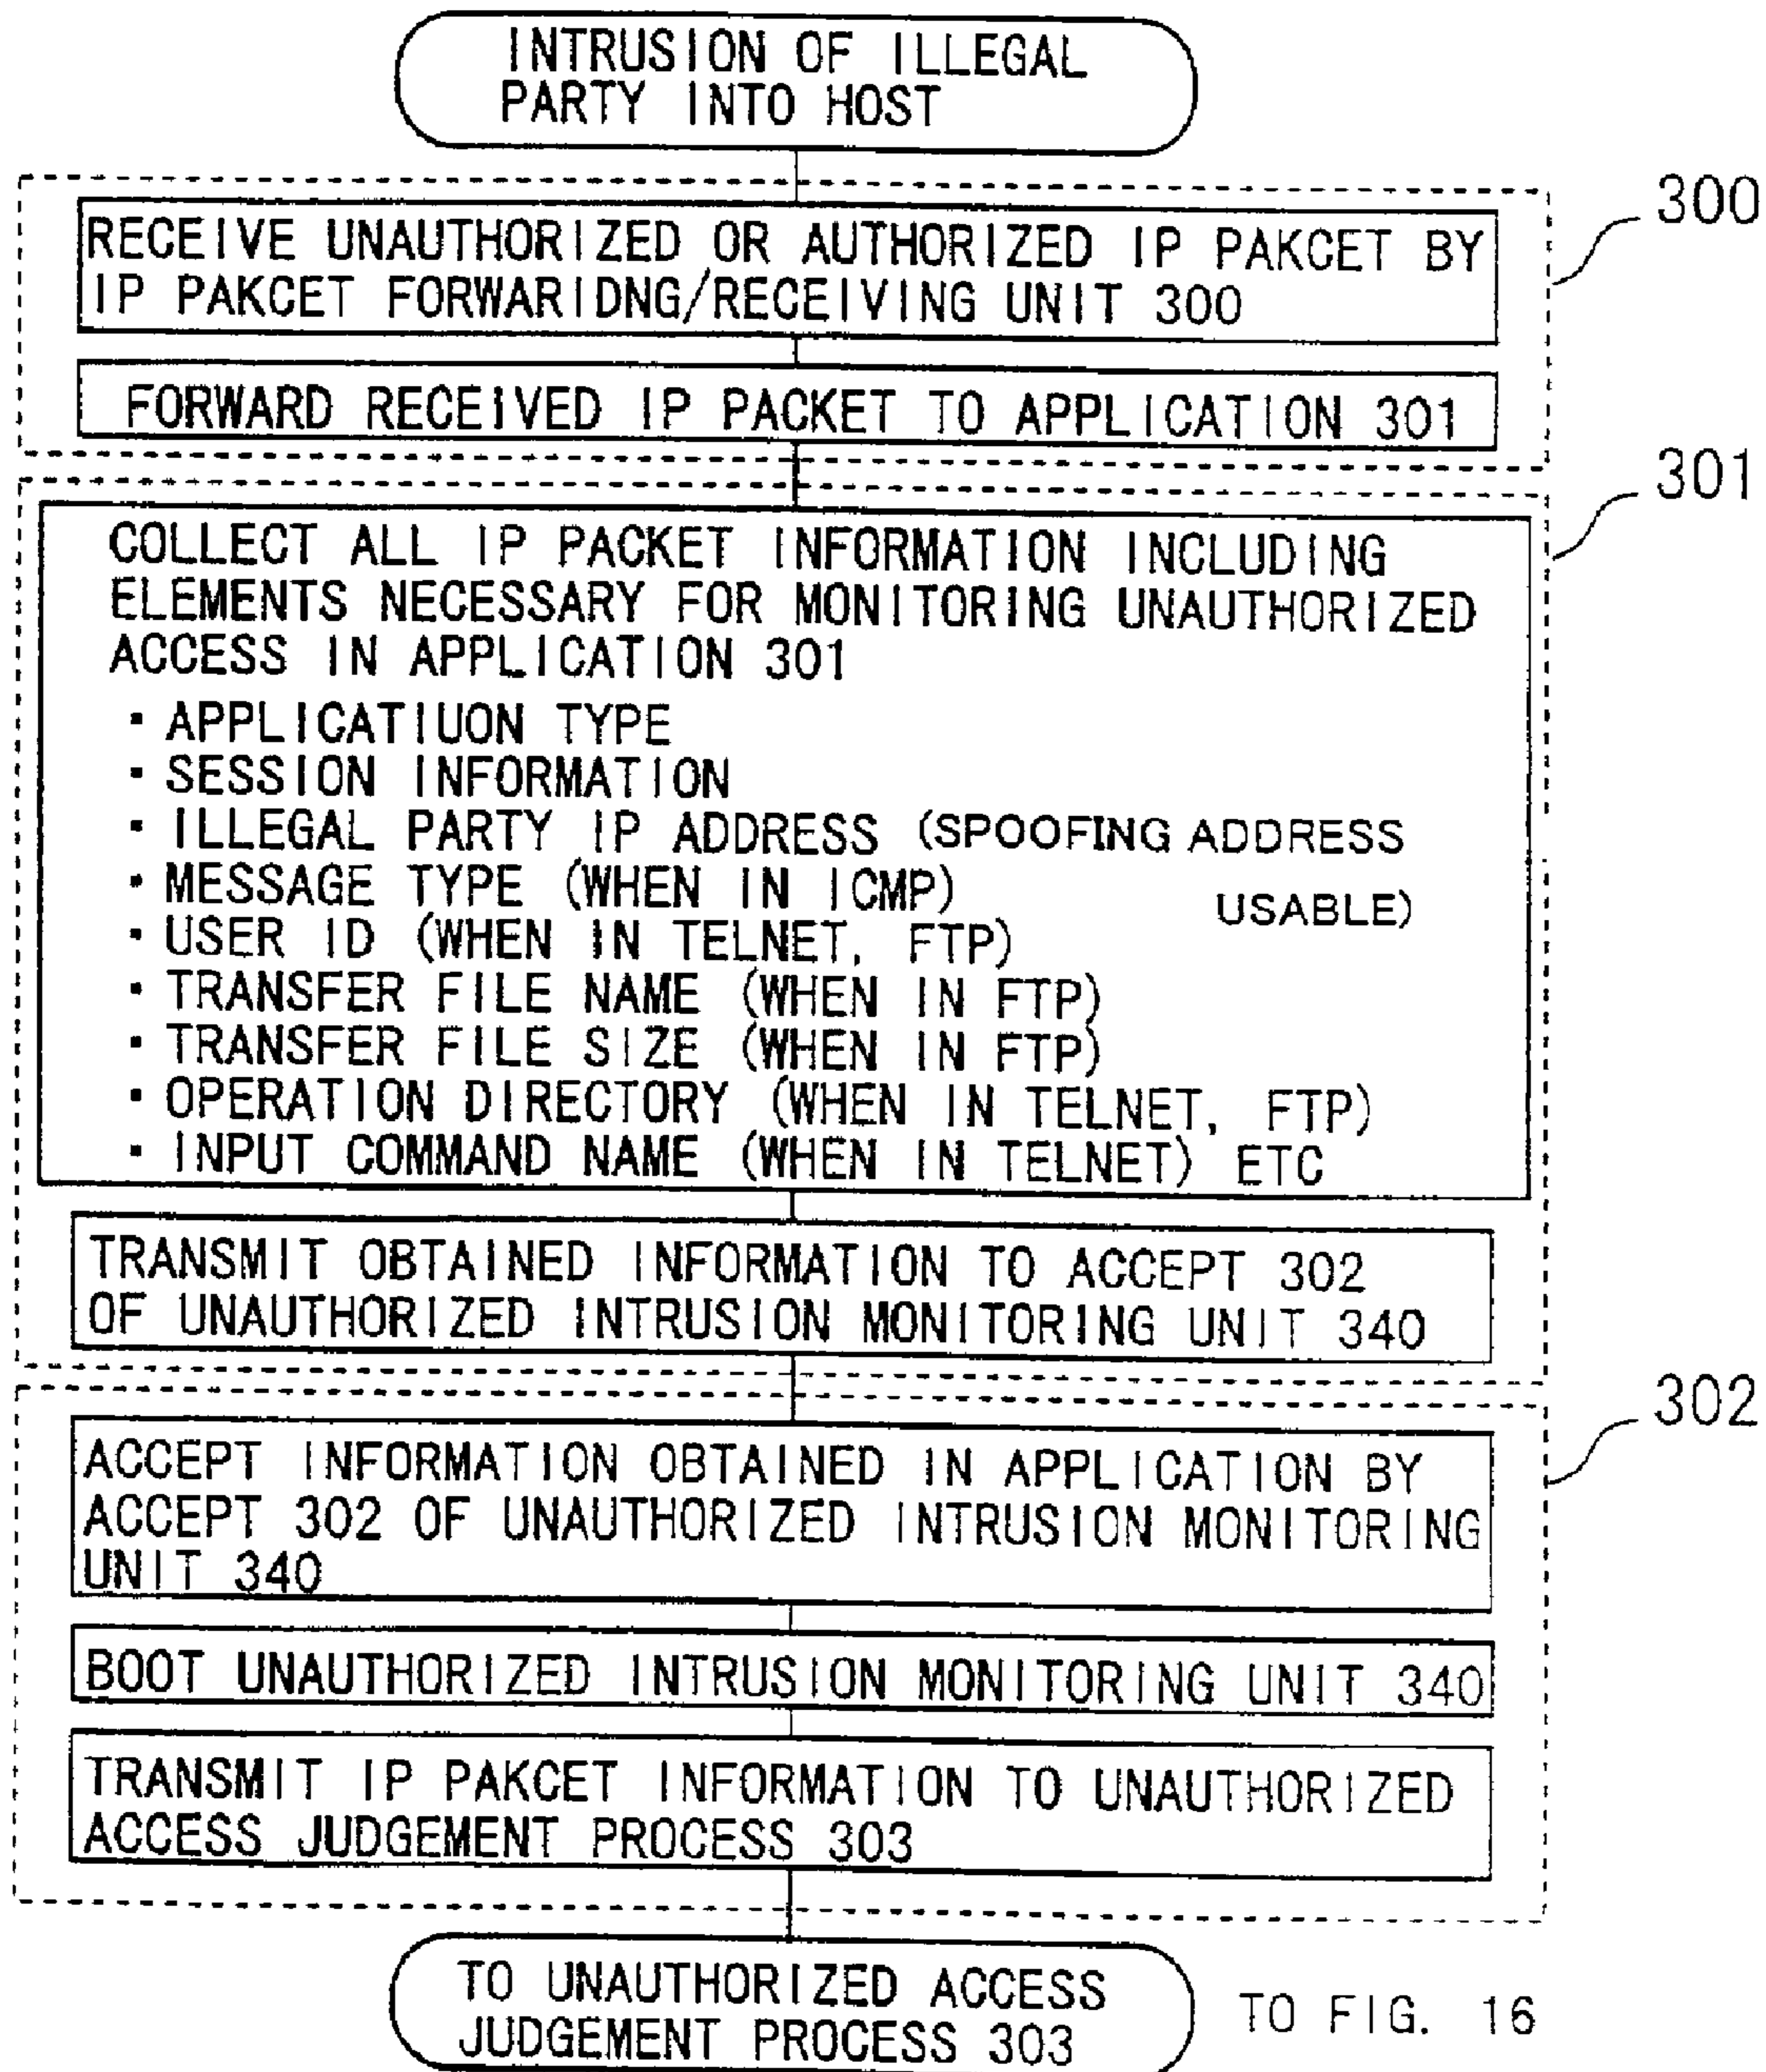 INTRUSION OF ILLEGAL
PARTY INTO HOST
300
RECEIVE UNAUTHORIZED OR AUTHORIZED IP PAKCET BY
IP PAKCET FORWARIDNG/RECEIVING UNIT 300
FORWARD RECEIVED IP PACKET TO APPLICATION 301
301
COLLECT ALL IP PACKET INFORMATION INCLUDING
ELEMENTS NECESSARY FOR MONITORING UNAUTHORIZED
ACCESS IN APPLICATION 301
・APPLICATIUON TYPE
・SESSION INFORMATION
・ILLEGAL PARTY IP ADDRESS (SPOOFING ADDRESS
USABLE)
・MESSAGE TYPE (WHEN IN ICMP)
・USER ID (WHEN IN TELNET, FTP)
・TRANSFER FILE NAME (WHEN IN FTP)
・TRANSFER FILE SIZE (WHEN IN FTP)
・OPERATION DIRECTORY (WHEN IN TELNET, FTP)
・INPUT COMMAND NAME (WHEN IN TELNET) ETC
TRANSMIT OBTAINED INFORMATION TO ACCEPT 302
OF UNAUTHORIZED INTRUSION MONITORING UNIT 340
302
ACCEPT INFORMATION OBTAINED IN APPLICATION BY
ACCEPT 302 OF UNAUTHORIZED INTRUSION MONITORING
UNIT 340
BOOT UNAUTHORIZED INTRUSION MONITORING UNIT 340
TRANSMIT IP PAKCET INFORMATION TO UNAUTHORIZED
ACCESS JUDGEMENT PROCESS 303
TO UNAUTHORIZED ACCESS
JUDGEMENT PROCESS 303
TO FIG. 16